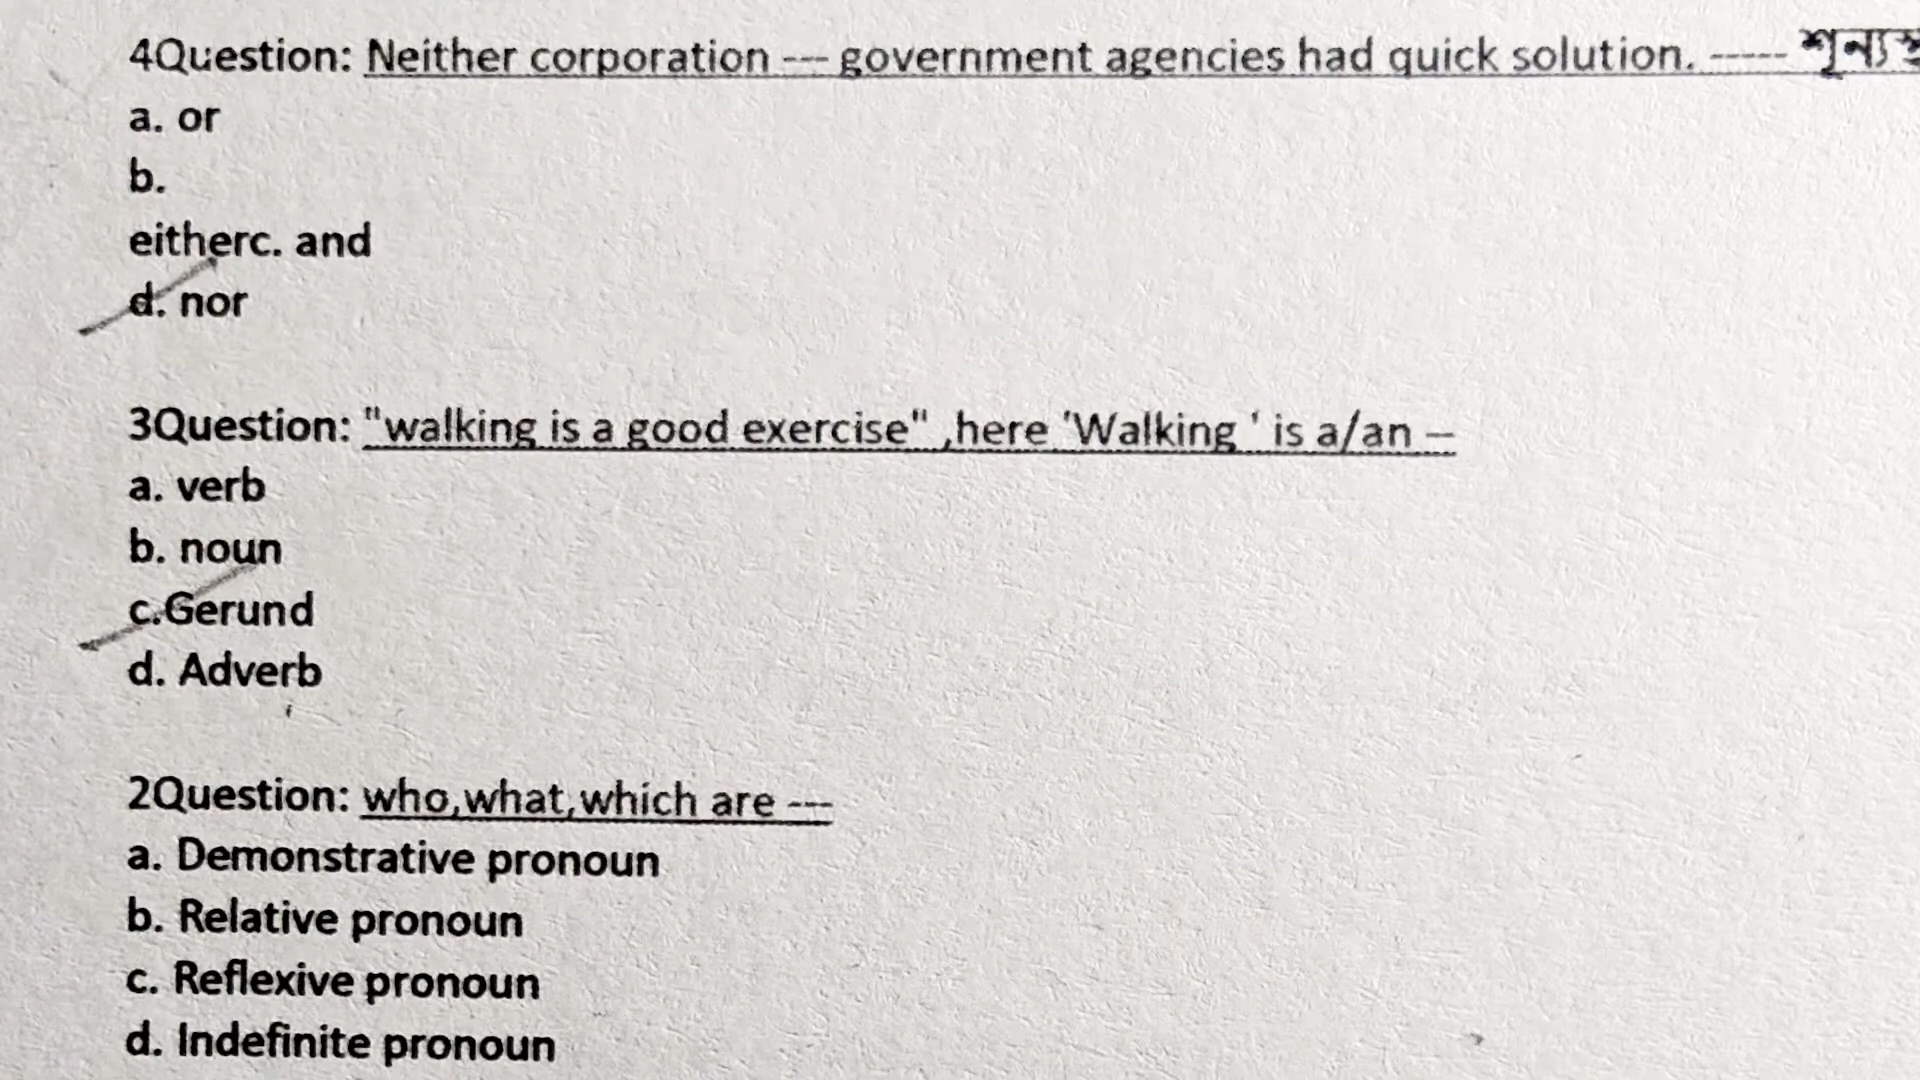 4Question: Neither corporation --- government agencies had quick solution. -----
a. or
b.
eitherc. and
d. nor
3Question: "walking is a good exercise" ,here 'Walking ' is a/an –
a. verb
b. noun
c.Gerund
d. Adverb
2Question: who,what,which are ---
a. Demonstrative pronoun
b. Relative pronoun
c. Reflexive pronoun
d. Indefinite pronoun